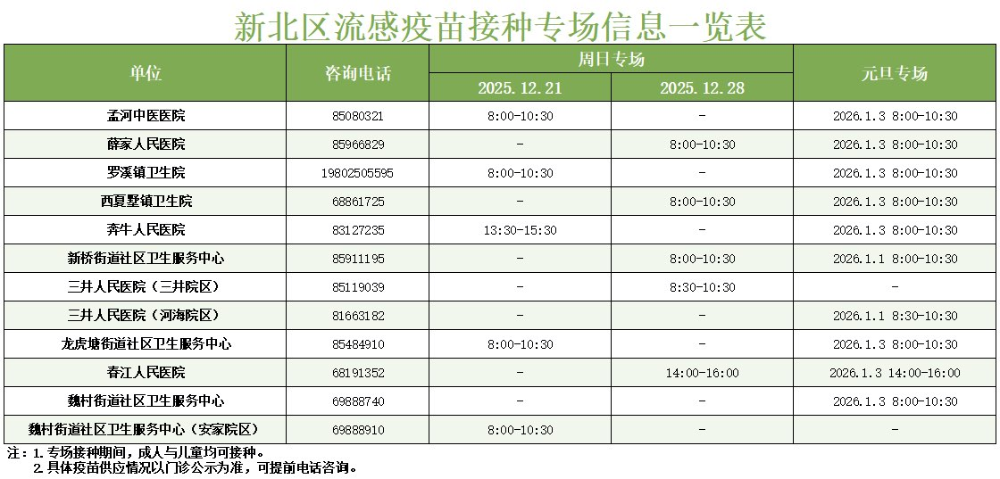 新北区流感疫苗接种专场信息一览表
单位 咨询电话 周日专场 元旦专场
2025.12.21 2025.12.28
孟河中医医院 85080321 8:00-10:30 - 2026.1.3 8:00-10:30
薛家人民医院 85966829 - 8:00-10:30 2026.1.3 8:00-10:30
罗溪镇卫生院 19802505595 8:00-10:30 - 2026.1.3 8:00-10:30
西夏墅镇卫生院 68861725 - 8:00-10:30 2026.1.3 8:00-10:30
奔牛人民医院 83127235 13:30-15:30 - 2026.1.3 8:00-10:30
新桥街道社区卫生服务中心 85911195 - 8:00-10:30 2026.1.1 8:00-10:30
三井人民医院（三井院区） 85119039 - 8:30-10:30 -
三井人民医院（河海院区） 81663182 - - 2026.1.1 8:30-10:30
龙虎塘街道社区卫生服务中心 85484910 8:00-10:30 - 2026.1.3 8:00-10:30
春江人民医院 68191352 - 14:00-16:00 2026.1.3 14:00-16:00
魏村街道社区卫生服务中心 69888740 - - 2026.1.3 8:00-10:30
魏村街道社区卫生服务中心（安家院区） 69888910 8:00-10:30 - -
注：1.专场接种期间，成人与儿童均可接种。
2.具体疫苗供应情况以门诊公示为准，可提前电话咨询。